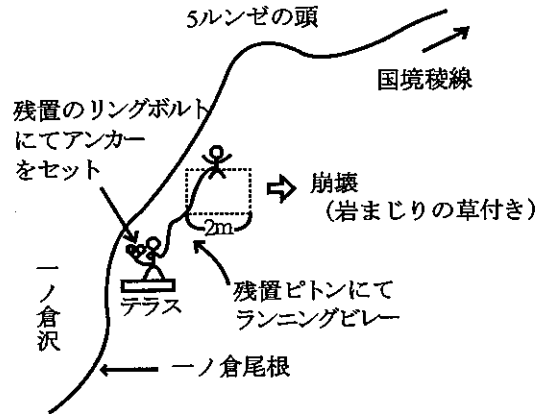 5ルンゼの頭
国境稜線
残置のリングボルト
にてアンカー
をセット
崩壊
(岩まじりの草付き)
2m
残置ピトンにて
ランニングビレー
テラス
一ノ倉沢
一ノ倉尾根